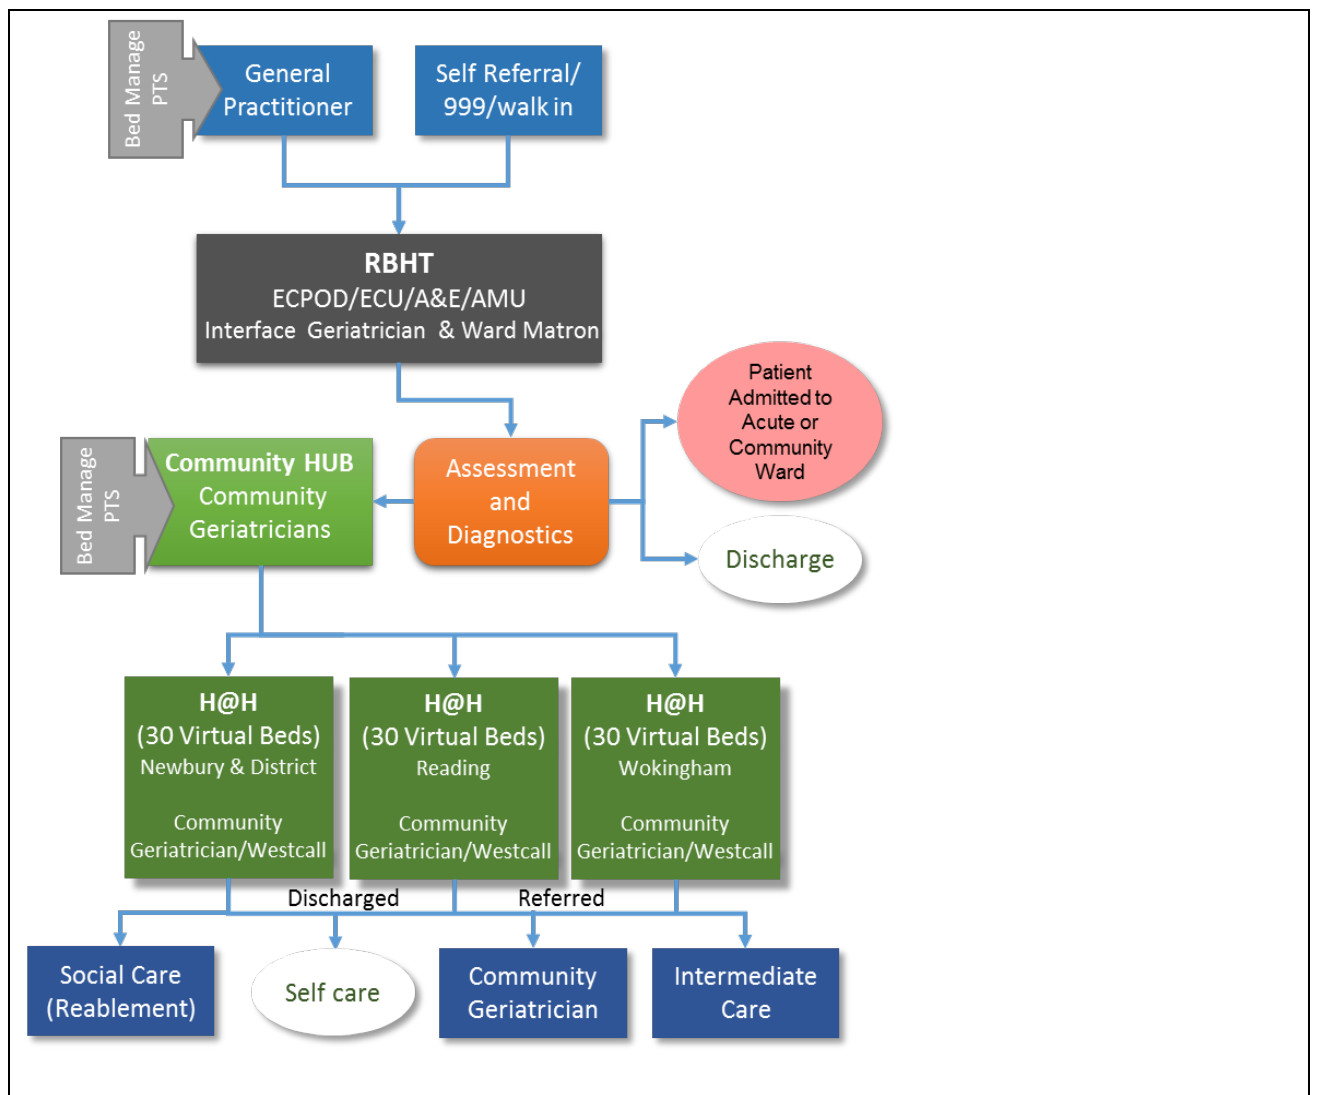 Bed Manage
PTS
General
Practitioner
Self Referral/
999/walk in
RBHT
ECPOD/ECU/A&E/AMU
Interface Geriatrician & Ward Matron
Patient
Admitted to
Acute or
Community
Ward
Bed Manage
PTS
Community HUB
Community
Geriatricians
Assessment
and
Diagnostics
Discharge
H@H
(30 Virtual Beds)
Newbury & District
Community
Geriatrician/Westcall
H@H
(30 Virtual Beds)
Reading
Community
Geriatrician/Westcall
H@H
(30 Virtual Beds)
Wokingham
Community
Geriatrician/Westcall
Discharged
Referred
Social Care
(Reablement)
Self care
Community
Geriatrician
Intermediate
Care